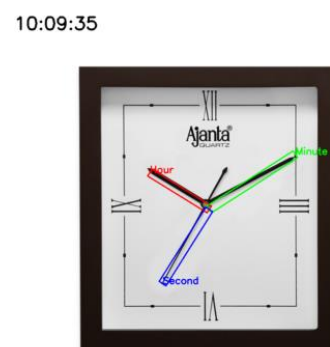 10:09:35
XII
Ajanta
QUARTZ
Hour
Minute
IX
III
Second
VI